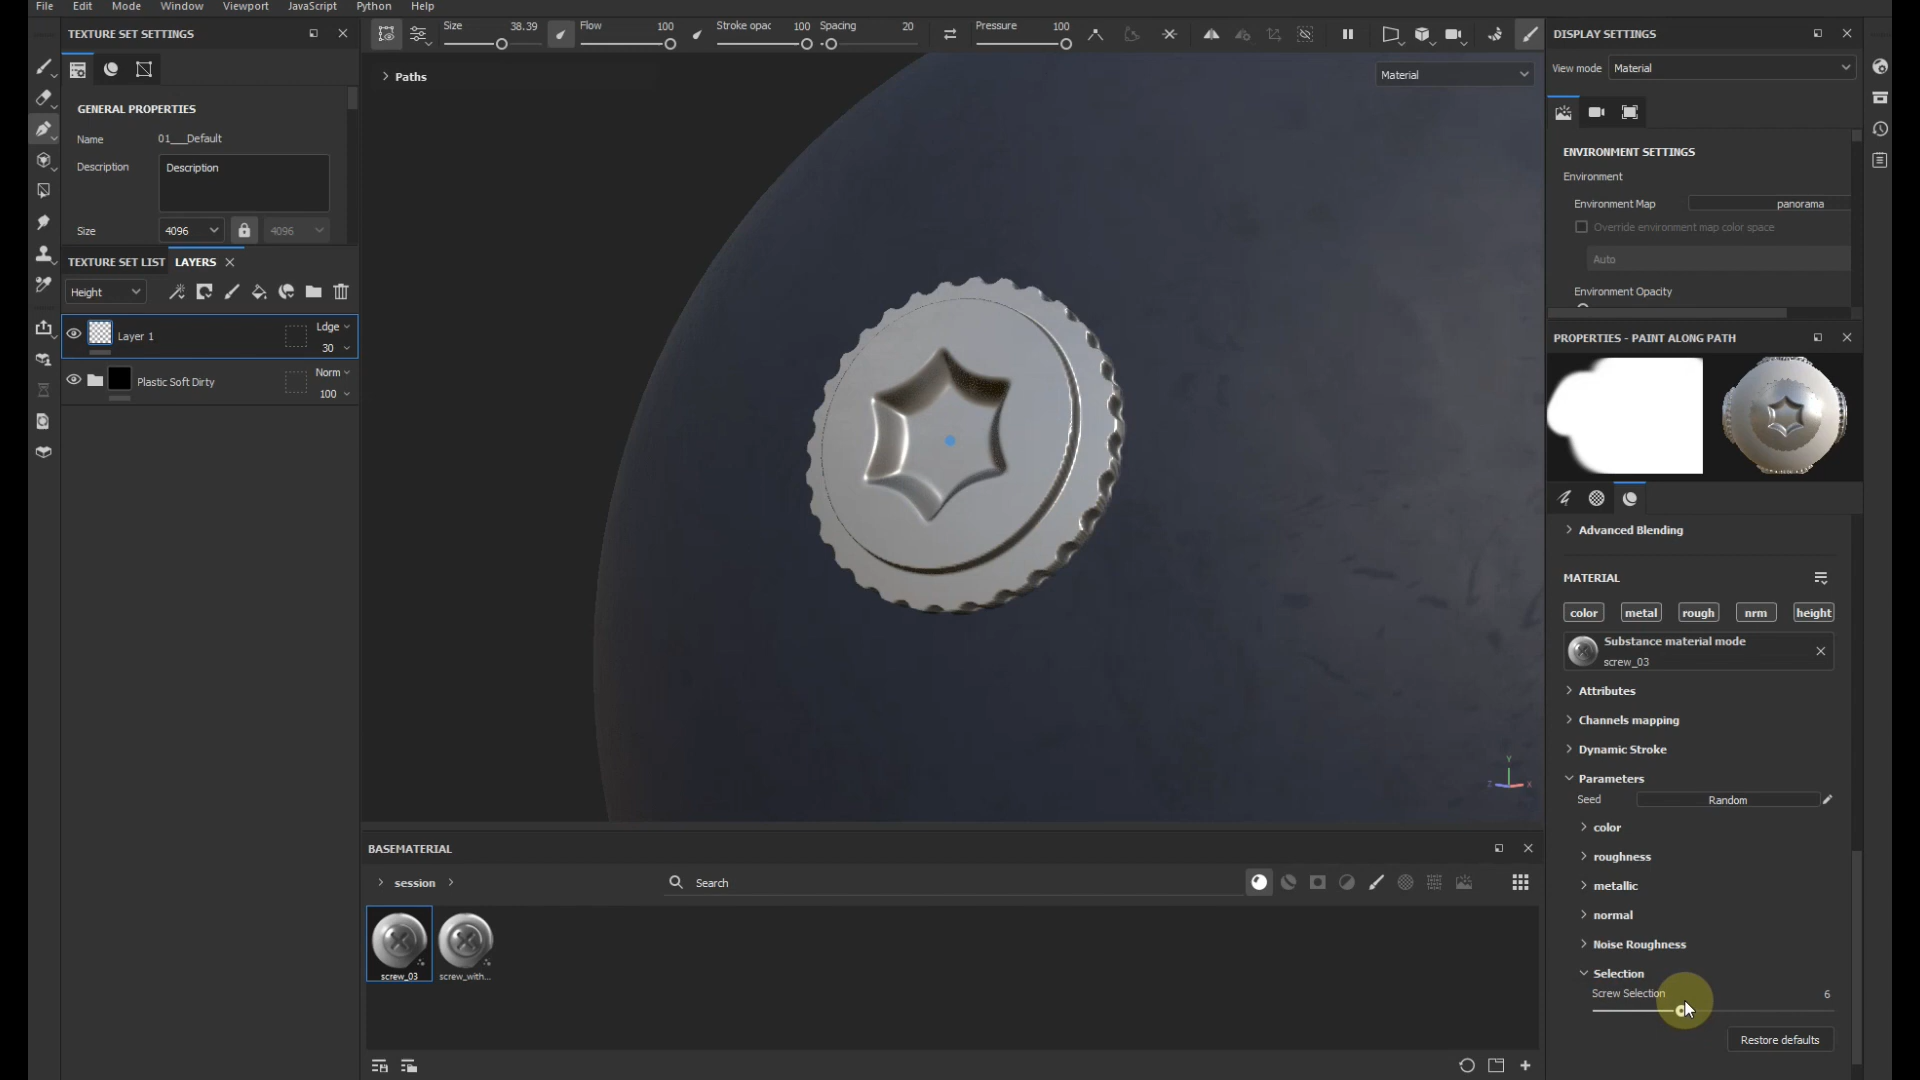 File Edit Mode Window Viewport JavaScript Python Help
TEXTURE SET SETTINGS
GENERAL PROPERTIES
Name 01___Default
Description Description
Size 4096 4096
TEXTURE SET LIST LAYERS
Height
Layer 1 Ldge 30
Plastic Soft Dirty Norm 100
Size 38.39 Flow 100 Stroke opac 100 Spacing 20 Pressure 100
Paths
Material
BASEMATERIAL
session
Search
screw_03 screw_with...
Y
Z X
DISPLAY SETTINGS
View mode Material
ENVIRONMENT SETTINGS
Environment
Environment Map panorama
Override environment map color space
Auto
Environment Opacity
PROPERTIES - PAINT ALONG PATH
Advanced Blending
MATERIAL
color metal rough nrm height
Substance material mode
screw_03
Attributes
Channels mapping
Dynamic Stroke
Parameters
Seed Random
color
roughness
metallic
normal
Noise Roughness
Selection
Screw Selection 6
Restore defaults